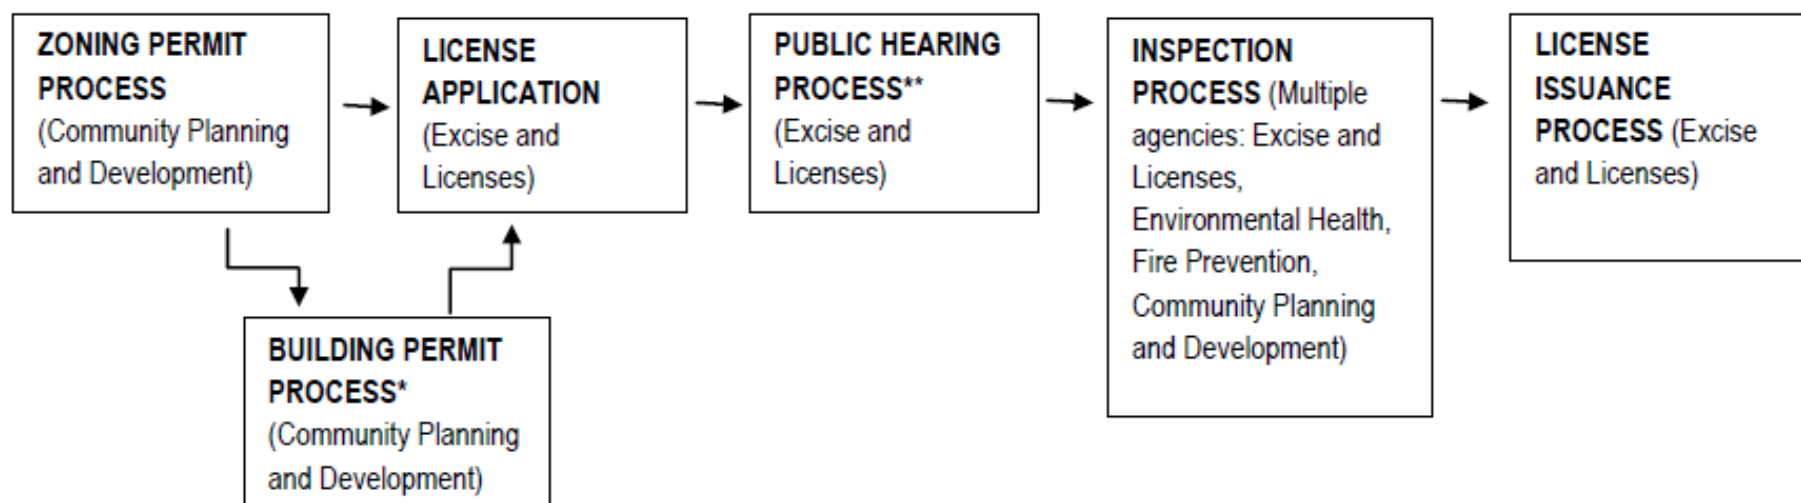 ZONING PERMIT
PROCESS
(Community Planning
and Development)
LICENSE
APPLICATION
(Excise and
Licenses)
PUBLIC HEARING
PROCESS**
(Excise and
Licenses)
INSPECTION
PROCESS (Multiple
agencies: Excise and
Licenses,
Environmental Health,
Fire Prevention,
Community Planning
and Development)
LICENSE
ISSUANCE
PROCESS (Excise
and Licenses)
BUILDING PERMIT
PROCESS*
(Community Planning
and Development)